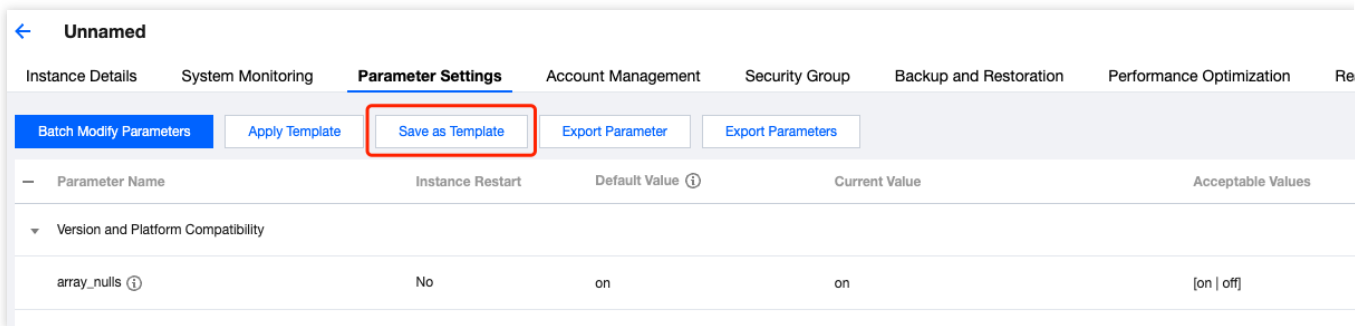 Unnamed
Instance Details System Monitoring Parameter Settings Account Management Security Group Backup and Restoration Performance Optimization
Batch Modify Parameters Apply Template Save as Template Export Parameter Export Parameters
Parameter Name Instance Restart Default Value Current Value Acceptable Values
Version and Platform Compatibility
array_nulls No on on [on | off]